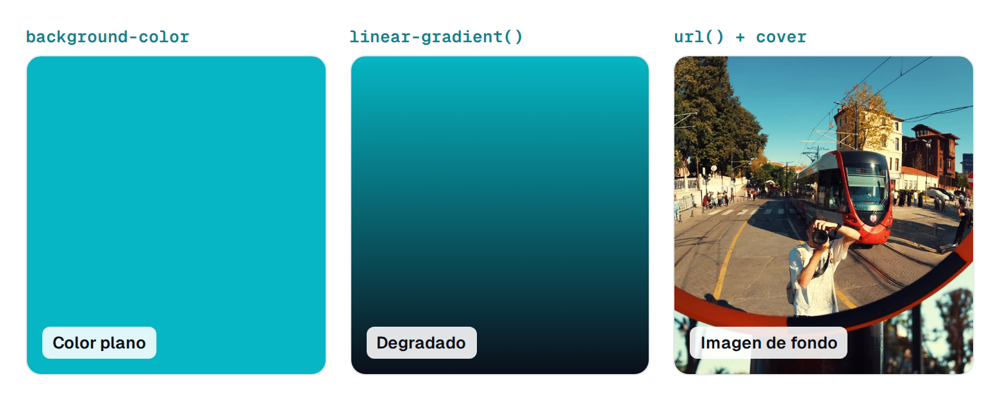 background-color
linear-gradient()
url() + cover
Color plano
Degradado
Imagen de fondo